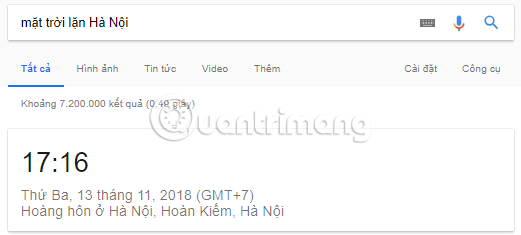 mặt trời lặn Hà Nội
Tất cả Hình ảnh Tin tức Video Thêm Cài đặt Công cụ
Khoảng 7.200.000 kết quả (0.49 giây)
Quantrimang
17:16
Thứ Ba, 13 tháng 11, 2018 (GMT+7)
Hoàng hôn ở Hà Nội, Hoàn Kiếm, Hà Nội